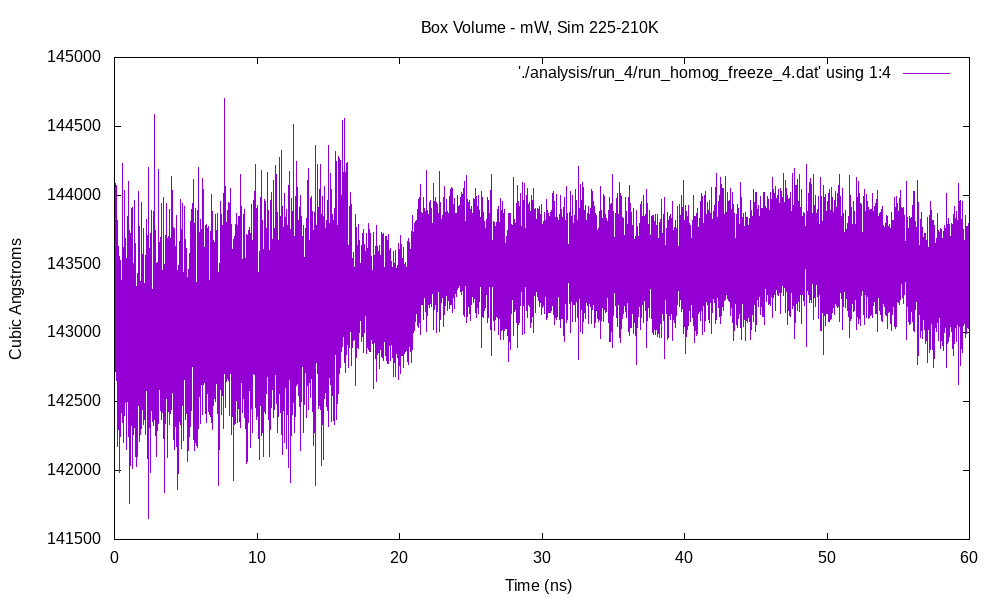 Box Volume - mW, Sim 225-210K
'./analysis/run_4/run_homog_freeze_4.dat' using 1:4
145000
144500
144000
143500
143000
142500
142000
141500
Cubic Angstroms
0 10 20 30 40 50 60
Time (ns)